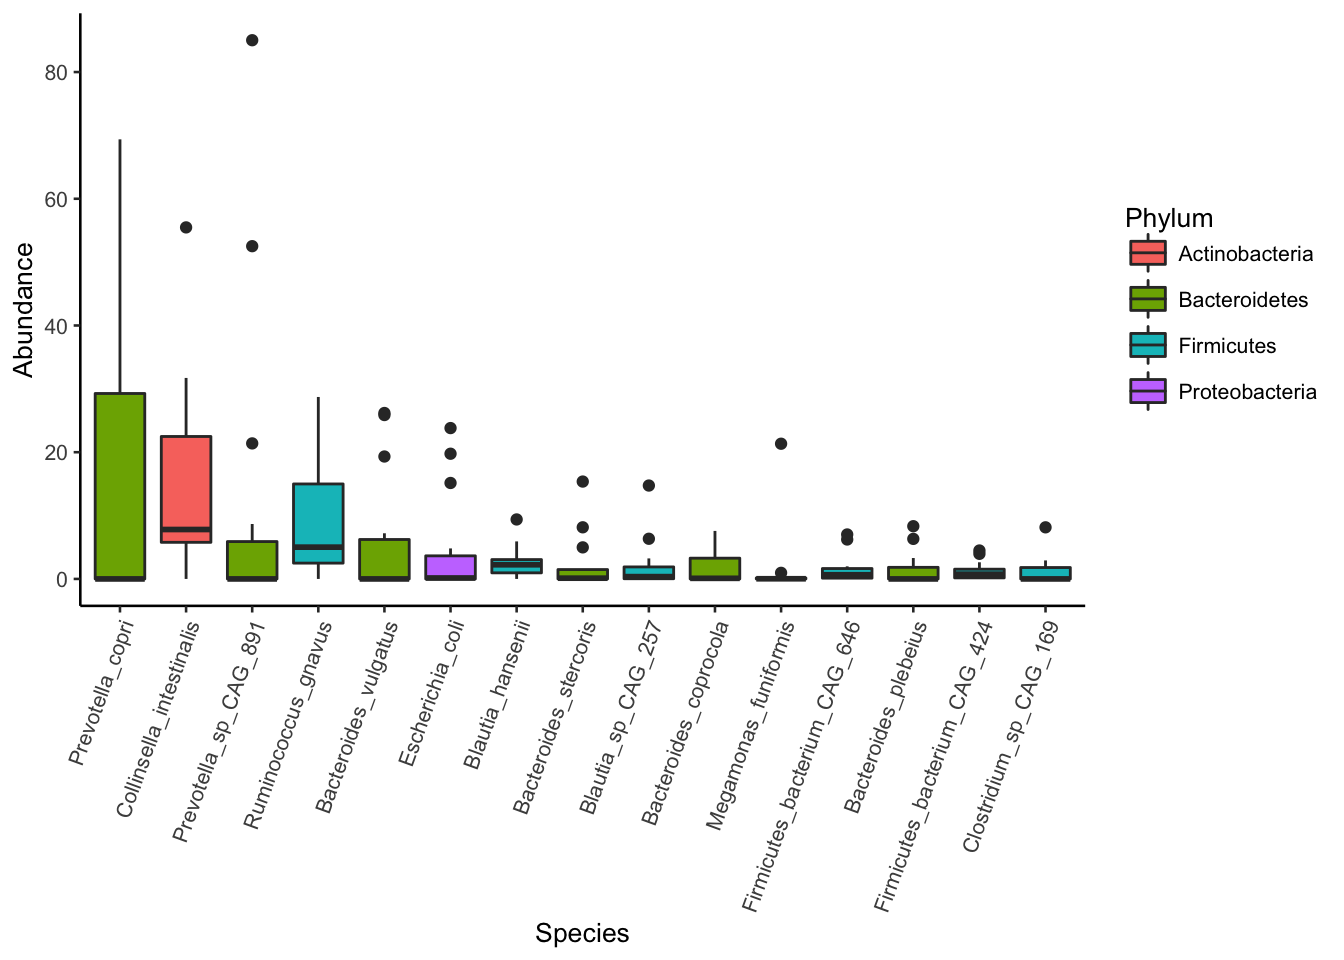 80
60
40
20
0
Abundance
Prevotella_copri
Collinsella_intestinalis
Prevotella_sp_CAG_891
Ruminococcus_gnavus
Bacteroides_vulgatus
Escherichia_coli
Blautia_hansenii
Bacteroides_stercoris
Blautia_sp_CAG_257
Bacteroides_coprocola
Megamonas_funiformis
Firmicutes_bacterium_CAG_646
Bacteroides_plebeius
Firmicutes_bacterium_CAG_424
Clostridium_sp_CAG_169
Species
Phylum
Actinobacteria
Bacteroidetes
Firmicutes
Proteobacteria